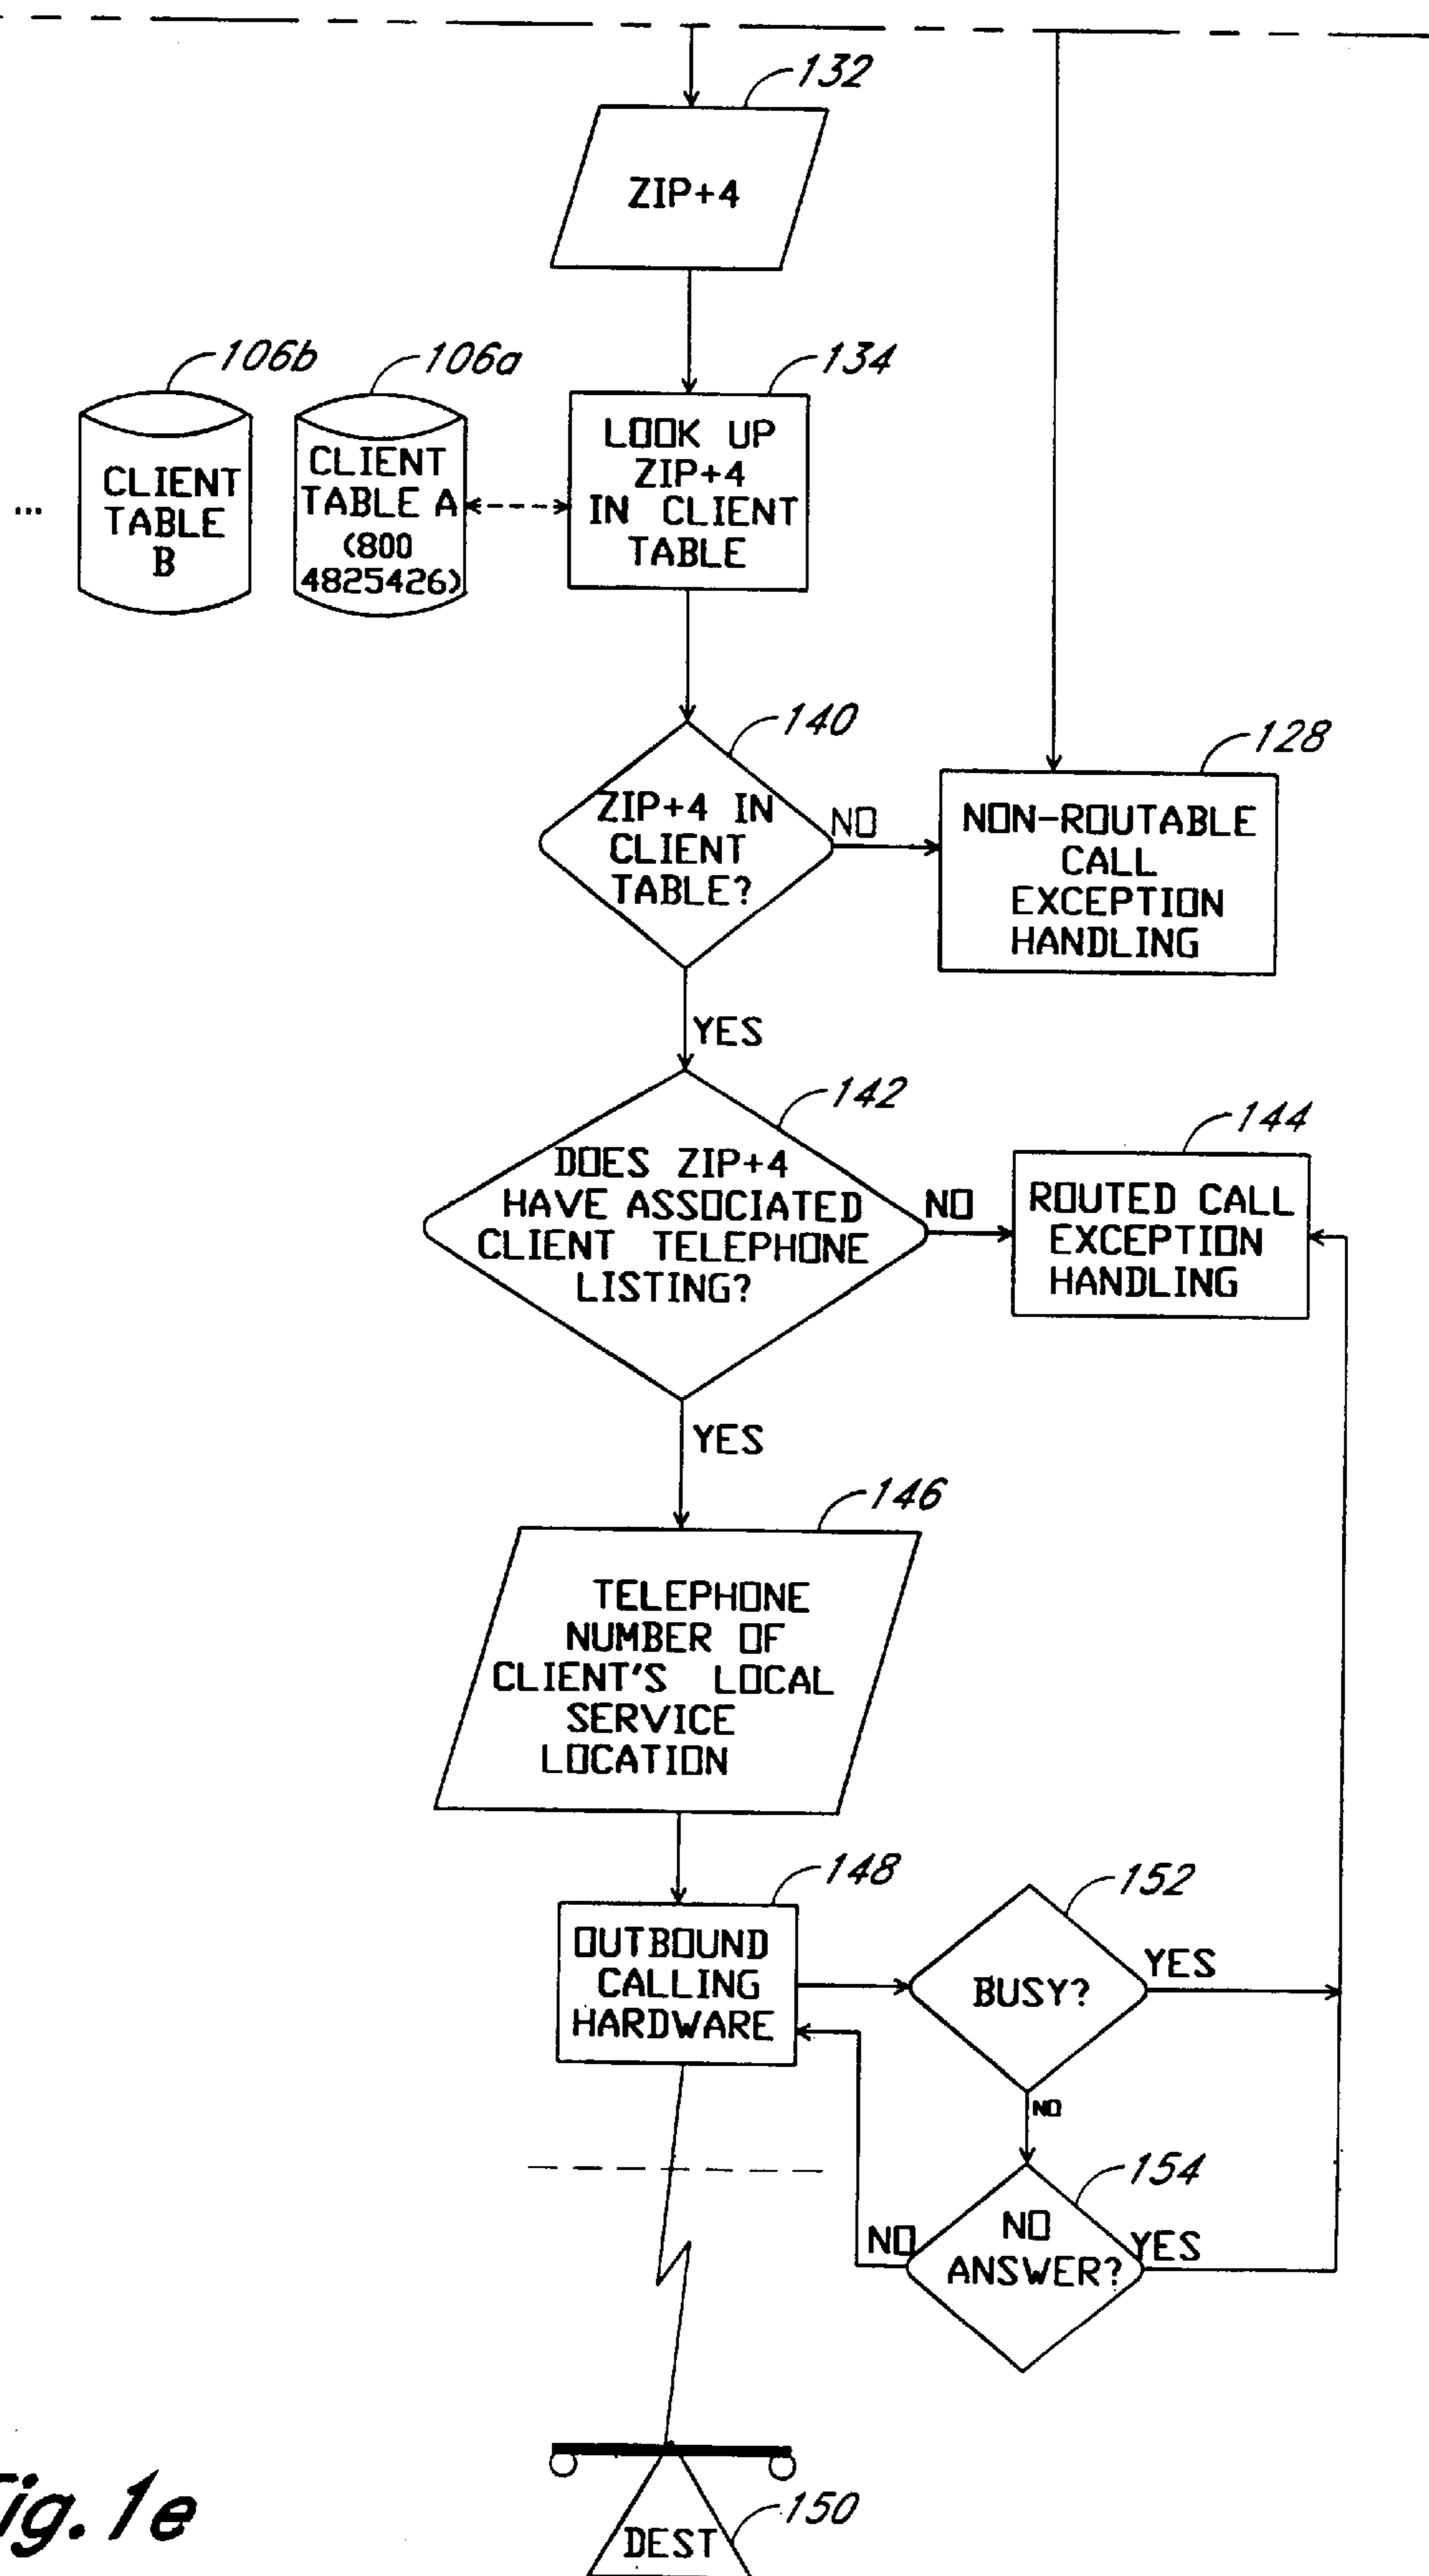 132
ZIP+4
106b
106a
134
CLIENT
TABLE
B
CLIENT
TABLE A
(800
4825426)
LOOK UP
ZIP+4
IN CLIENT
TABLE
...
140
ZIP+4 IN
CLIENT
TABLE?
NO
128
NON-ROUTABLE
CALL
EXCEPTION
HANDLING
YES
142
DOES ZIP+4
HAVE ASSOCIATED
CLIENT TELEPHONE
LISTING?
NO
144
ROUTED CALL
EXCEPTION
HANDLING
YES
146
TELEPHONE
NUMBER OF
CLIENT'S LOCAL
SERVICE
LOCATION
148
OUTBOUND
CALLING
HARDWARE
152
BUSY?
YES
NO
154
NO
ANSWER?
NO
YES
150
DEST
Fig. 1e